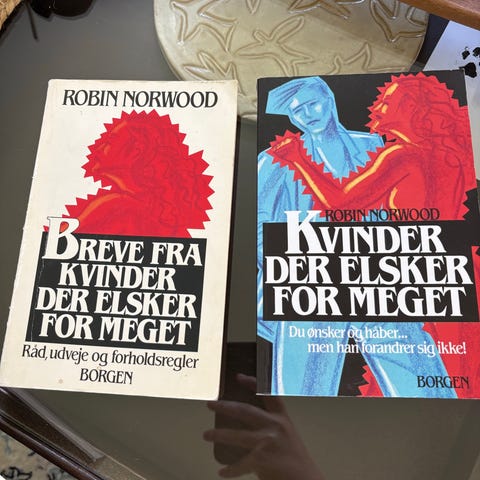 ROBIN NORWOOD
BREVE FRA
KVINDER
DER ELSKER
FOR MEGET
Råd, udveje og forholdsregler
BORGEN
ROBIN NORWOOD
KVINDER
DER ELSKER
FOR MEGET
Du ønsker og håber...
men han forandrer sig ikke!
BORGEN